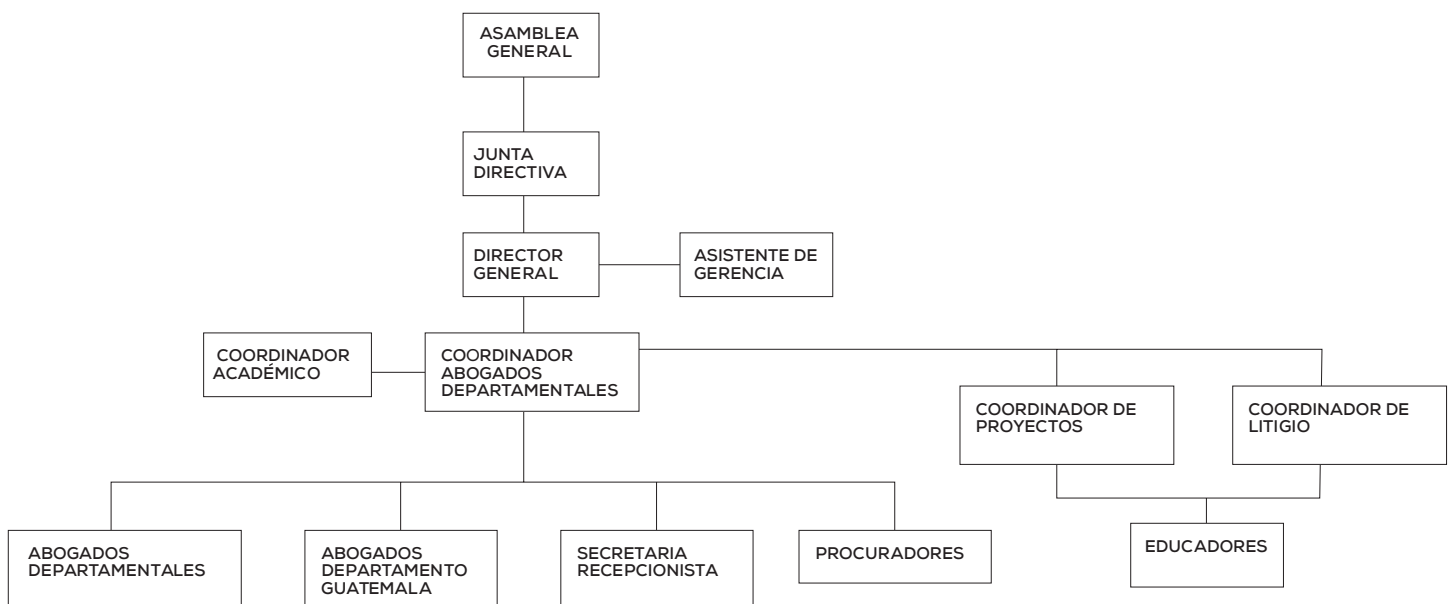 ASAMBLEA
GENERAL
JUNTA
DIRECTIVA
DIRECTOR
GENERAL
ASISTENTE DE
GERENCIA
COORDINADOR
ACADÉMICO
COORDINADOR
ABOGADOS
DEPARTAMENTALES
COORDINADOR DE
PROYECTOS
COORDINADOR DE
LITIGIO
ABOGADOS
DEPARTAMENTALES
ABOGADOS
DEPARTAMENTO
GUATEMALA
SECRETARIA
RECEPCIONISTA
PROCURADORES
EDUCADORES